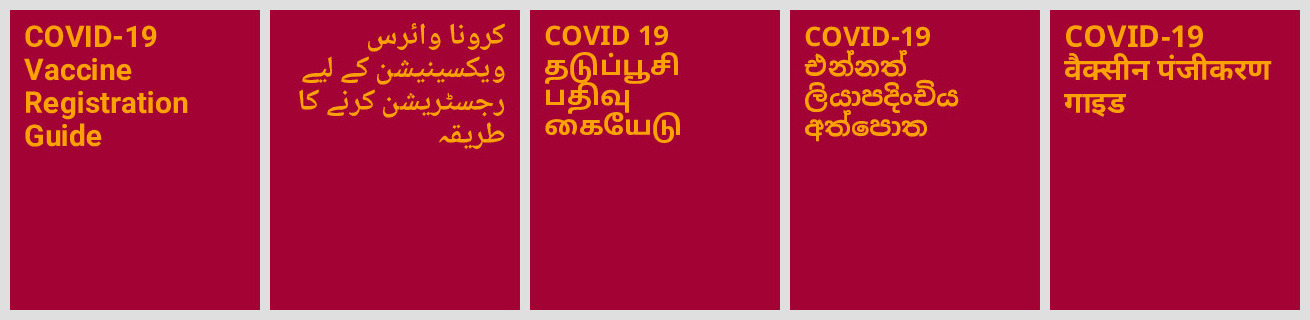 COVID-19
Vaccine
Registration
Guide
کرونا وائرس
ویکسینیشن کے لیے
رجسٹریشن کرنے کا
طریقہ
COVID 19
தடுப்பூசி
பதிவு
கையேடு
COVID-19
එන්නත්
ලියාපදිංචිය
අත්පොත
COVID-19
वैक्सीन पंजीकरण
गाइड